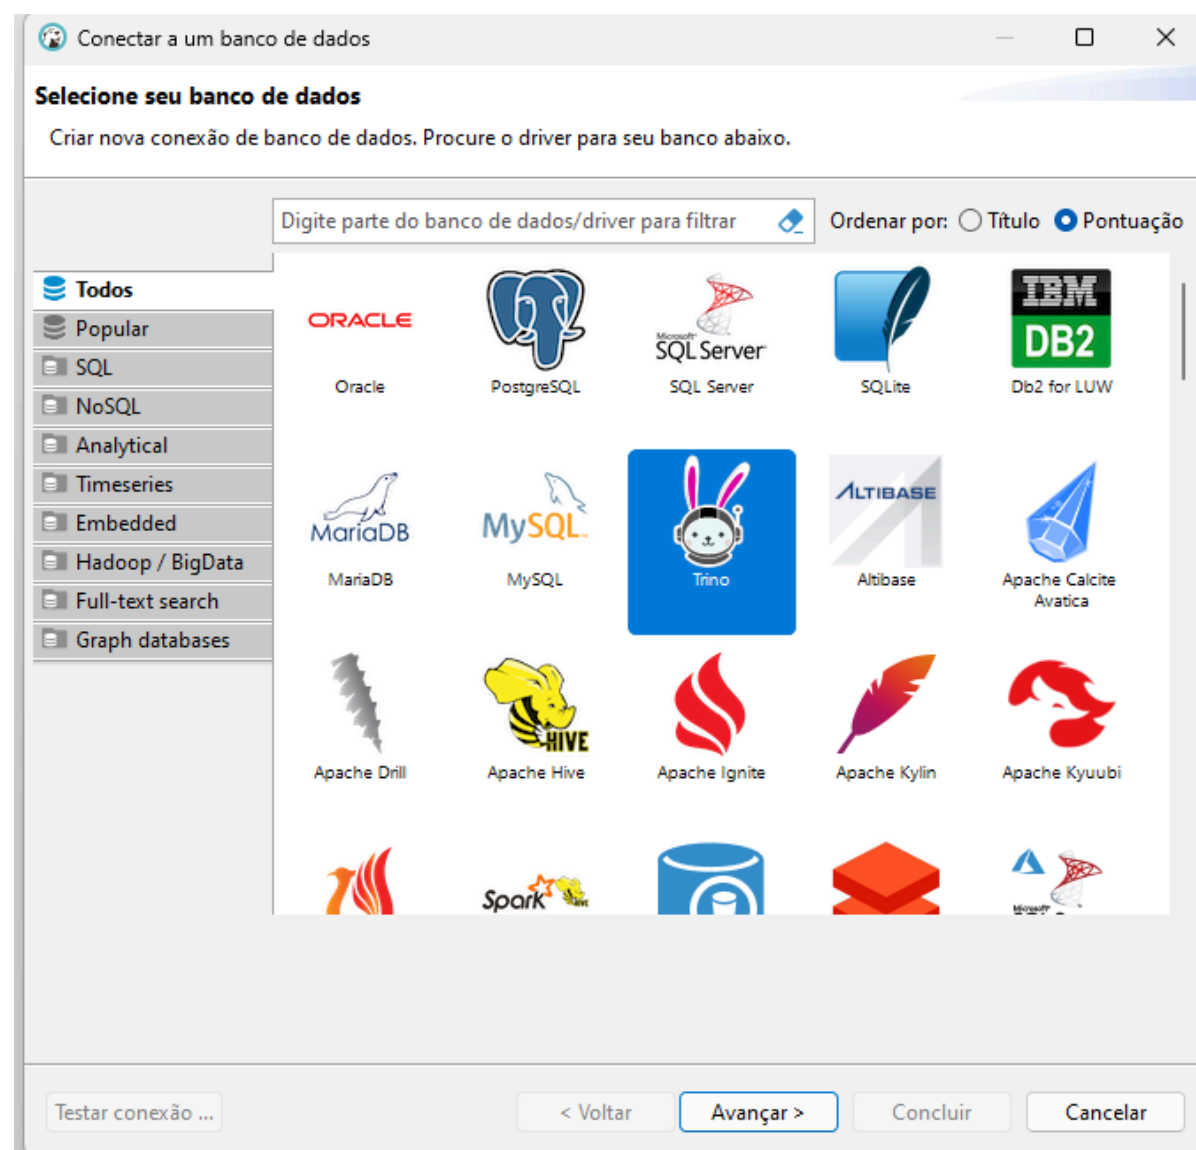 Conectar a um banco de dados
Selecione seu banco de dados
Criar nova conexão de banco de dados. Procure o driver para seu banco abaixo.
Digite parte do banco de dados/driver para filtrar
Ordenar por: Título Pontuação
Todos
Popular
SQL
NoSQL
Analytical
Timeseries
Embedded
Hadoop / BigData
Full-text search
Graph databases
ORACLE
Microsoft
SQL Server
IBM
DB2
Oracle
PostgreSQL
SQL Server
SQLite
Db2 for LUW
MariaDB
MySQL
ALTIBASE
MariaDB
MySQL
Trino
Altibase
Apache Calcite
Avatica
HIVE
Apache Drill
Apache Hive
Apache Ignite
Apache Kylin
Apache Kyuubi
Spark
Testar conexão ...
< Voltar
Avançar >
Concluir
Cancelar